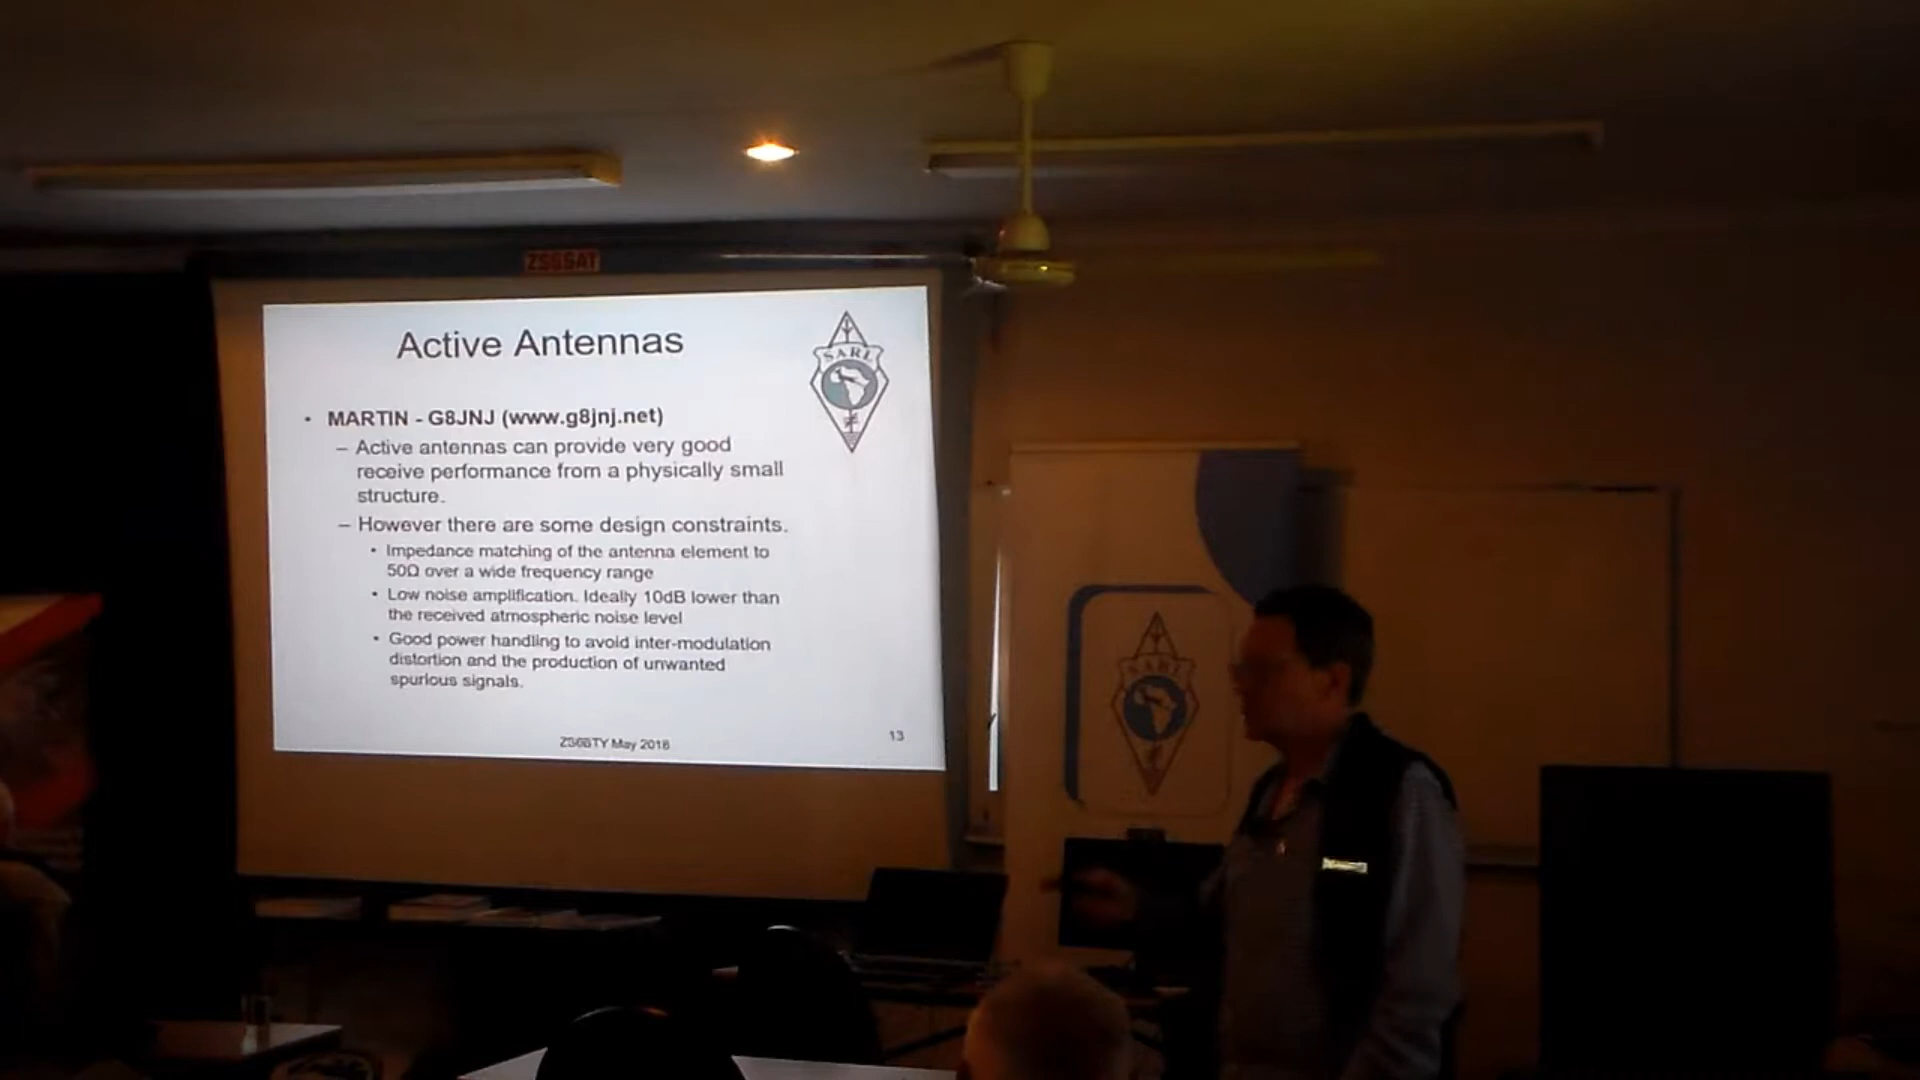 ZS6SAT
Active Antennas
SARL
• MARTIN - G8JNJ (www.g8jnj.net)
– Active antennas can provide very good
receive performance from a physically small
structure.
– However there are some design constraints.
• Impedance matching of the antenna element to
50Ω over a wide frequency range
• Low noise amplification. Ideally 10dB lower than
the received atmospheric noise level
• Good power handling to avoid inter-modulation
distortion and the production of unwanted
spurious signals.
ZS6BTY May 2016
13
SARL